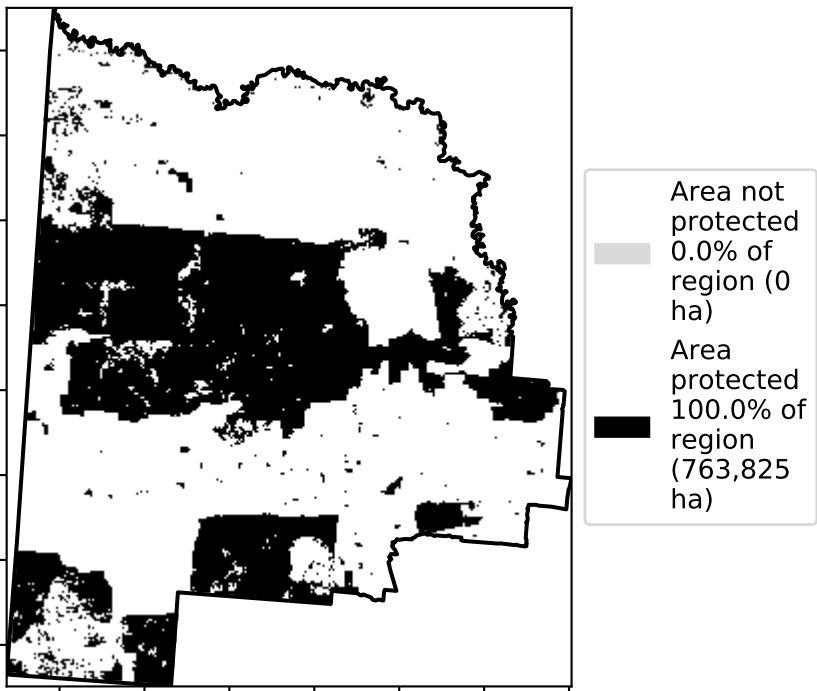 Area not
protected
0.0% of
region (0
ha)
Area
protected
100.0% of
region
(763,825
ha)